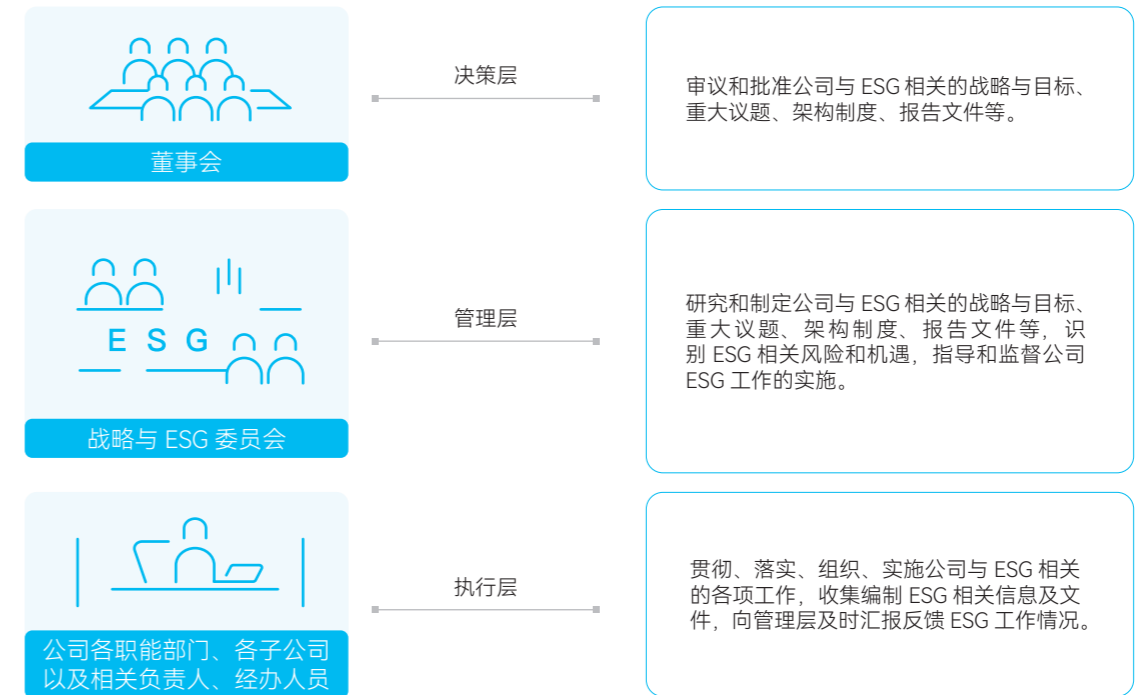 决策层
审议和批准公司与 ESG 相关的战略与目标、
重大议题、架构制度、报告文件等。
董事会
管理层
研究和制定公司与 ESG 相关的战略与目标、
重大议题、架构制度、报告文件等，识
别 ESG 相关风险和机遇，指导和监督公司
ESG 工作的实施。
E S G
战略与 ESG 委员会
执行层
贯彻、落实、组织、实施公司与 ESG 相关
的各项工作，收集编制 ESG 相关信息及文
件，向管理层及时汇报反馈 ESG 工作情况。
公司各职能部门、各子公司
以及相关负责人、经办人员